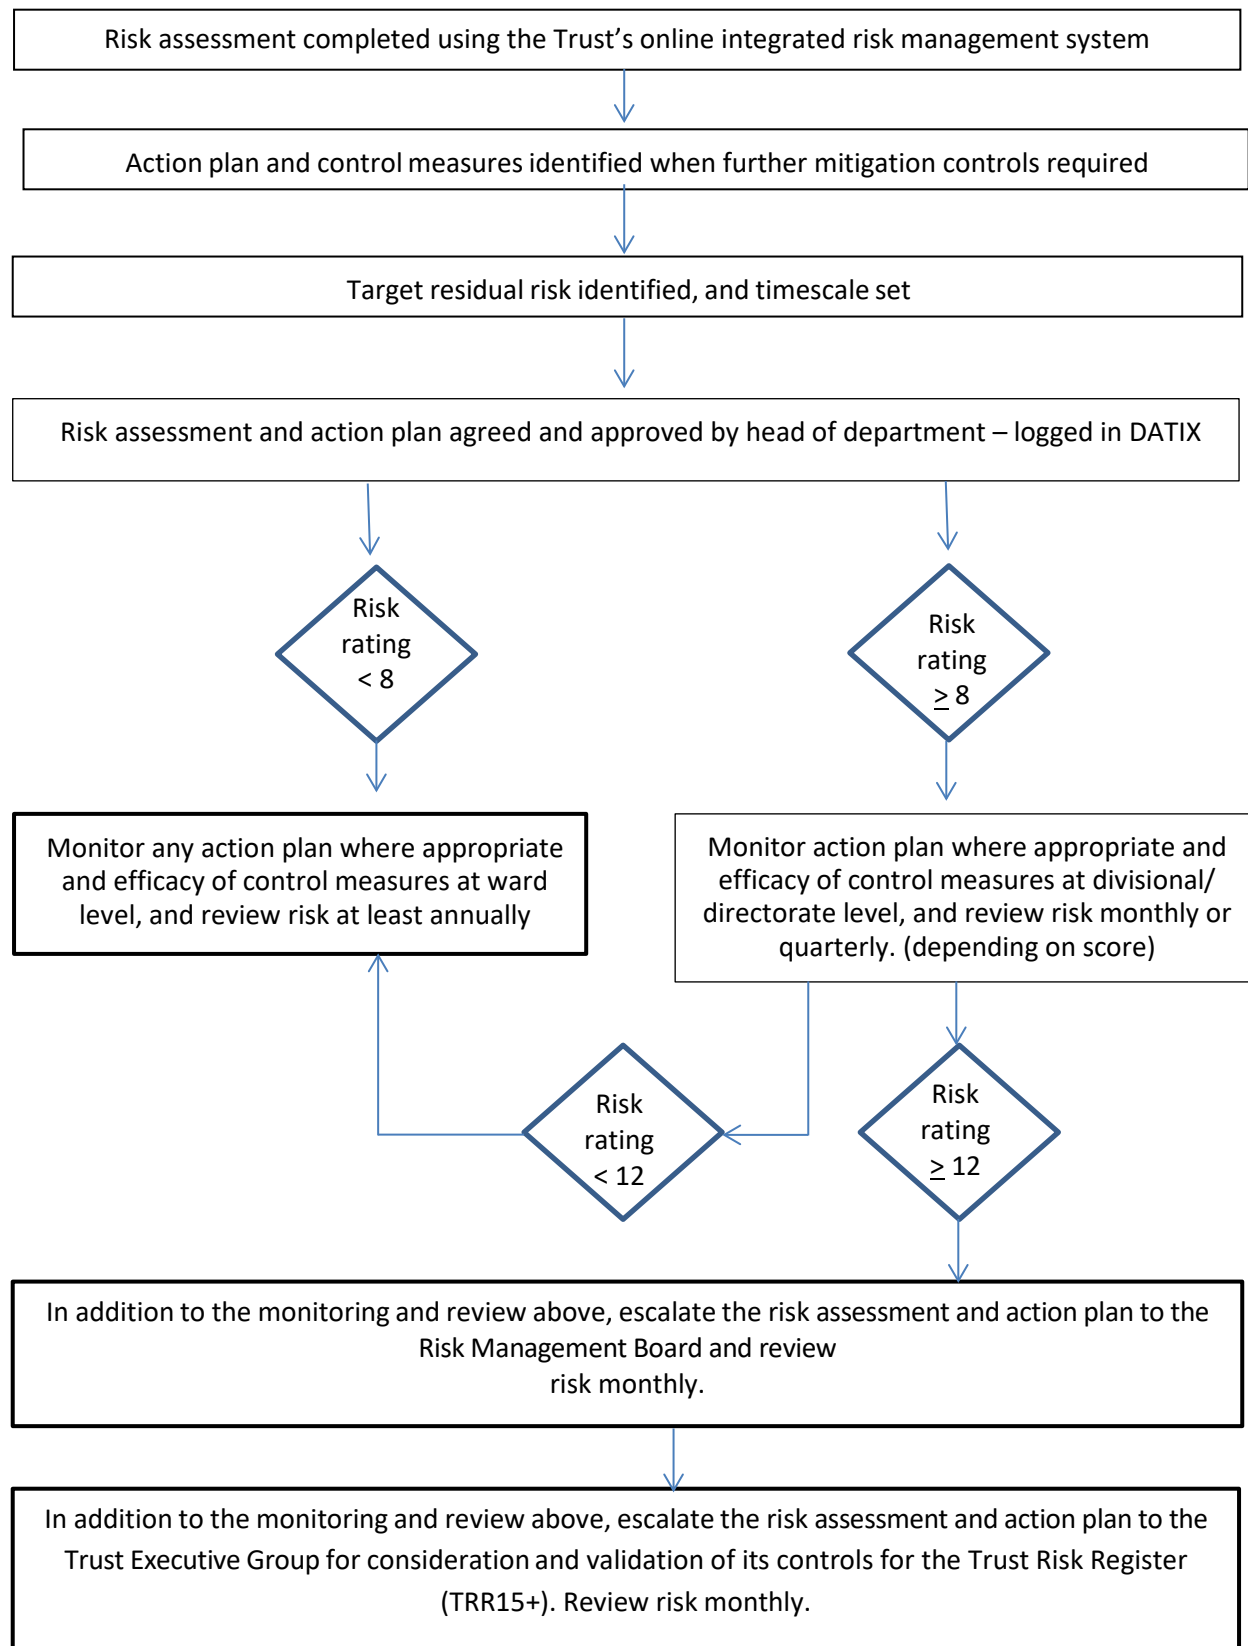 Risk assessment completed using the Trust’s online integrated risk management system
Action plan and control measures identified when further mitigation controls required
Target residual risk identified, and timescale set
Risk assessment and action plan agreed and approved by head of department – logged in DATIX
Risk
rating
< 8
Risk
rating
≥ 8
Monitor any action plan where appropriate
and efficacy of control measures at ward
level, and review risk at least annually
Monitor action plan where appropriate and
efficacy of control measures at divisional/
directorate level, and review risk monthly or
quarterly. (depending on score)
Risk
rating
< 12
Risk
rating
≥ 12
In addition to the monitoring and review above, escalate the risk assessment and action plan to the
Risk Management Board and review
risk monthly.
In addition to the monitoring and review above, escalate the risk assessment and action plan to the
Trust Executive Group for consideration and validation of its controls for the Trust Risk Register
(TRR15+). Review risk monthly.